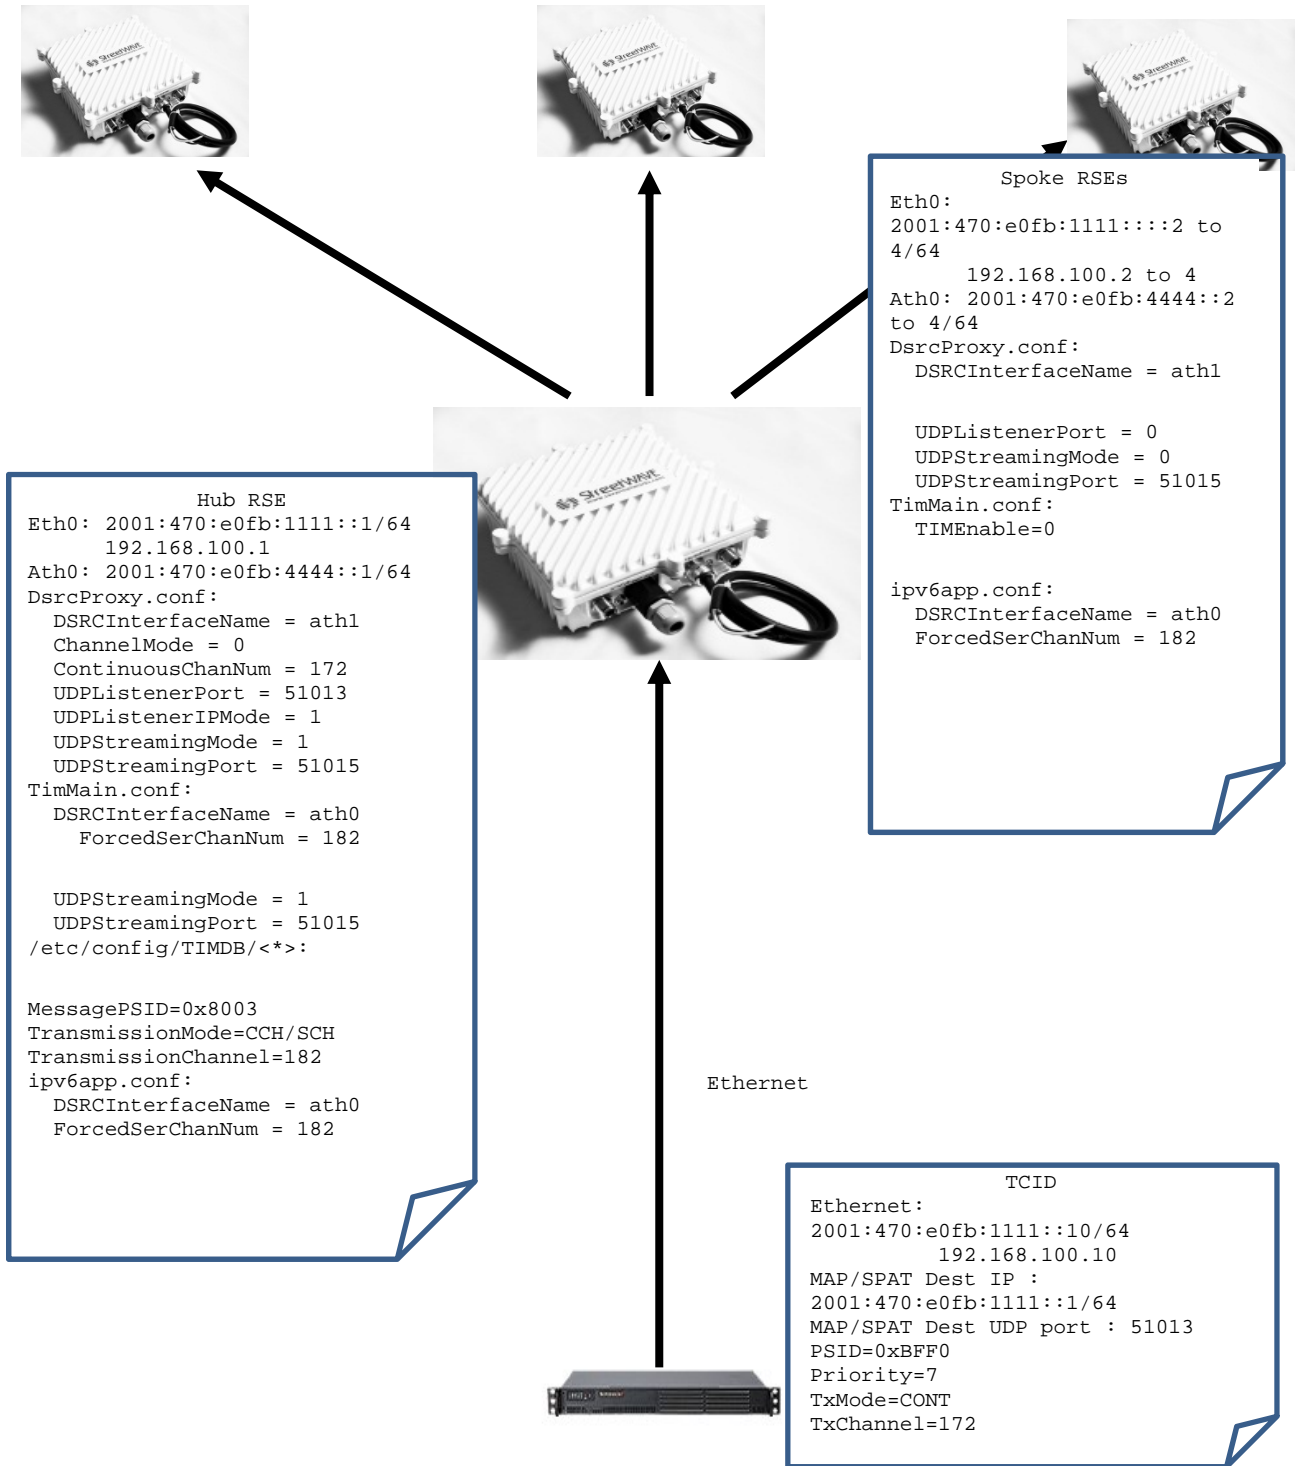 StreetWAVE
StreetWAVE
StreetWAVE
Spoke RSEs
Eth0:
2001:470:e0fb:1111::::2 to
4/64
192.168.100.2 to 4
Ath0: 2001:470:e0fb:4444::2
to 4/64
DsrcProxy.conf:
DSRCInterfaceName = ath1
UDPListenerPort = 0
UDPStreamingMode = 0
UDPStreamingPort = 51015
TimMain.conf:
TIMEnable=0
ipv6app.conf:
DSRCInterfaceName = ath0
ForcedSerChanNum = 182
StreetWAVE
Hub RSE
Eth0: 2001:470:e0fb:1111::1/64
192.168.100.1
Ath0: 2001:470:e0fb:4444::1/64
DsrcProxy.conf:
DSRCInterfaceName = ath1
ChannelMode = 0
ContinuousChanNum = 172
UDPListenerPort = 51013
UDPListenerIPMode = 1
UDPStreamingMode = 1
UDPStreamingPort = 51015
TimMain.conf:
DSRCInterfaceName = ath0
ForcedSerChanNum = 182
UDPStreamingMode = 1
UDPStreamingPort = 51015
/etc/config/TIMDB/<*>:
MessagePSID=0x8003
TransmissionMode=CCH/SCH
TransmissionChannel=182
ipv6app.conf:
DSRCInterfaceName = ath0
ForcedSerChanNum = 182
Ethernet
TCID
Ethernet:
2001:470:e0fb:1111::10/64
192.168.100.10
MAP/SPAT Dest IP :
2001:470:e0fb:1111::1/64
MAP/SPAT Dest UDP port : 51013
PSID=0xBFF0
Priority=7
TxMode=CONT
TxChannel=172